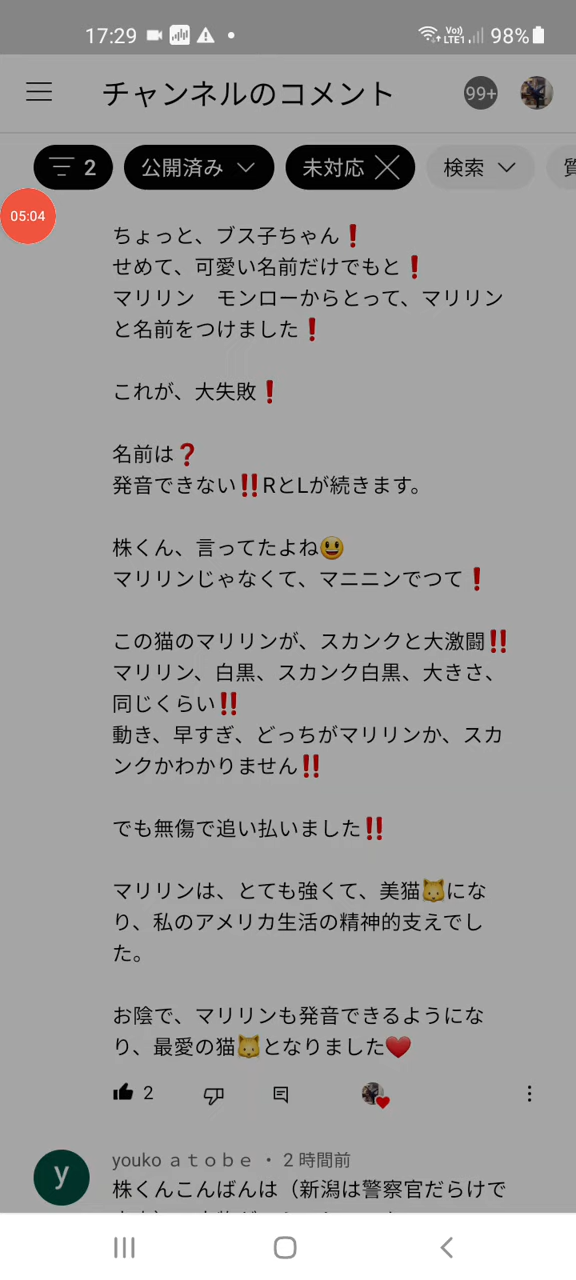 17:29 Vo) LTE1 98%
チャンネルのコメント 99+
2 公開済み 未対応 検索
05:04
ちょっと、ブス子ちゃん❗
せめて、可愛い名前だけでもと❗
マリリン　モンローからとって、マリリン
と名前をつけました❗
これが、大失敗❗
名前は❓
発音できない‼️RとLが続きます。
株くん、言ってたよね😃
マリリンじゃなくて、マニニンでつて❗
この猫のマリリンが、スカンクと大激闘‼️
マリリン、白黒、スカンク白黒、大きさ、
同じくらい‼️
動き、早すぎ、どっちがマリリンか、スカ
ンクかわかりません‼️
でも無傷で追い払いました‼️
マリリンは、とても強くて、美猫🐱にな
り、私のアメリカ生活の精神的支えでし
た。
お陰で、マリリンも発音できるようにな
り、最愛の猫🐱となりました❤️
2
y
youko ａｔｏｂｅ • 2 時間前
株くんこんばんは（新潟は警察官だらけで